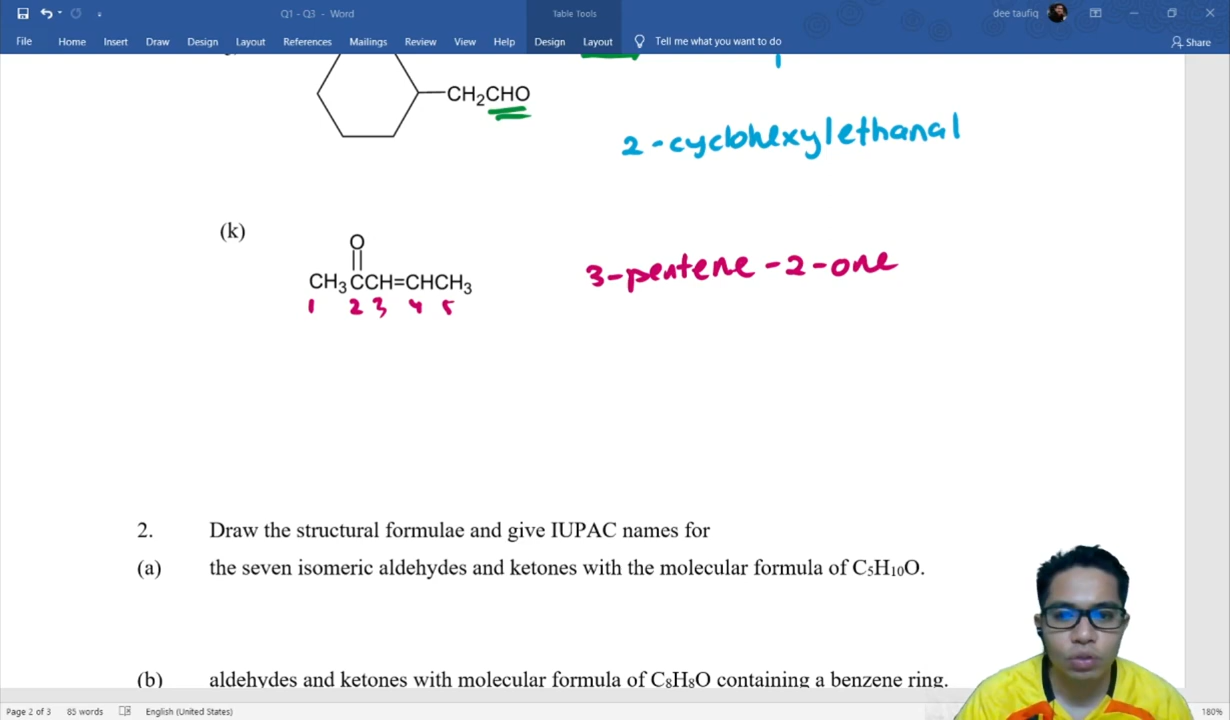 Q1 - Q3 - Word
Table Tools
dee taufiq
File Home Insert Draw Design Layout References Mailings Review View Help Design Layout Tell me what you want to do Share
CH₂CHO
2-cyclohexylethanal
(k)
O
CH₃CCH=CHCH₃
1 2 3 4 5
3-pentene-2-one
2. Draw the structural formulae and give IUPAC names for
(a) the seven isomeric aldehydes and ketones with the molecular formula of C₅H₁₀O.
(b) aldehydes and ketones with molecular formula of C₈H₈O containing a benzene ring.
Page 2 of 3 85 words English (United States) 180%